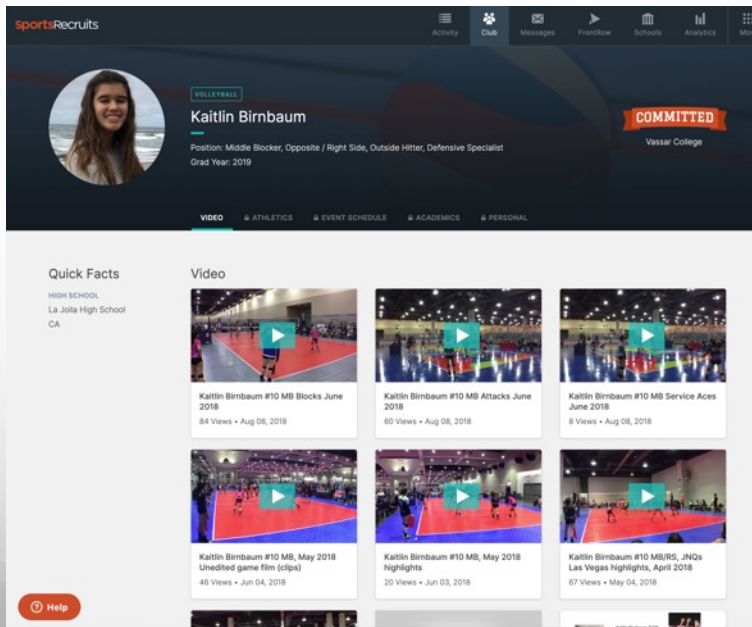 SportsRecruits
Activity
Club
Messages
FrontRow
Schools
Analytics
VOLLEYBALL
Kaitlin Birnbaum
Position: Middle Blocker, Opposite / Right Side, Outside Hitter, Defensive Specialist
Grad Year: 2019
COMMITTED
Vassar College
VIDEO
ATHLETICS
EVENT SCHEDULE
ACADEMICS
PERSONAL
Quick Facts
HIGH SCHOOL
La Jolla High School
CA
Video
Kaitlin Birnbaum #10 MB Blocks June
2018
84 Views • Aug 08, 2018
Kaitlin Birnbaum #10 MB Attacks June
2018
60 Views • Aug 08, 2018
Kaitlin Birnbaum #10 MB Service Aces
June 2018
8 Views • Aug 08, 2018
Kaitlin Birnbaum #10 MB, May 2018
Unedited game film (clips)
46 Views • Jun 04, 2018
Kaitlin Birnbaum #10 MB, May 2018
highlights
20 Views • Jun 03, 2018
Kaitlin Birnbaum #10 MB/RS, JNQs
Las Vegas highlights, April 2018
67 Views • May 04, 2018
Help